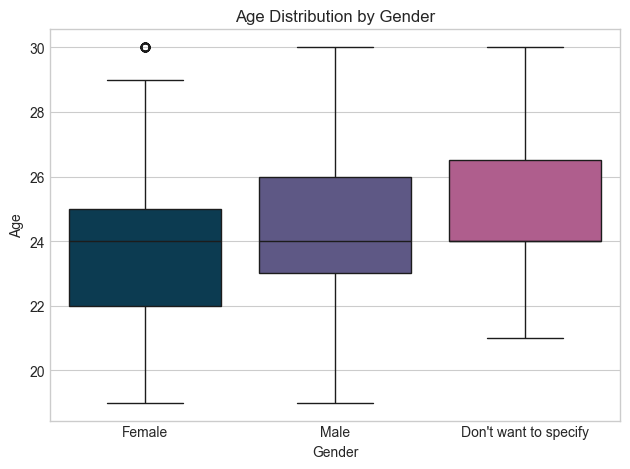 Age Distribution by Gender
Age
30
28
26
24
22
20
Female
Male
Don't want to specify
Gender